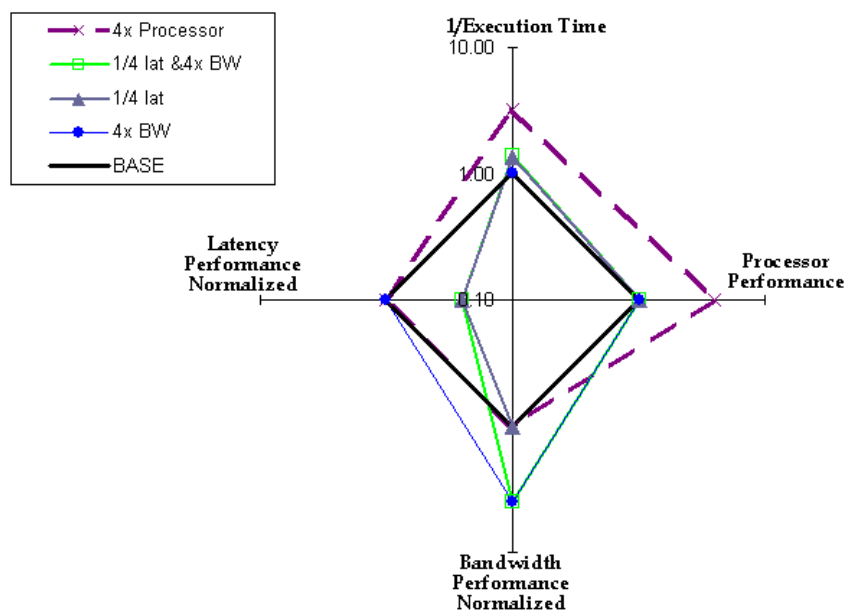 1/Execution Time
10.00
4x Processor
1/4 lat &4x BW
1/4 lat
4x BW
BASE
1.00
Latency
Performance
Normalized
0.10
Processor
Performance
Bandwidth
Performance
Normalized